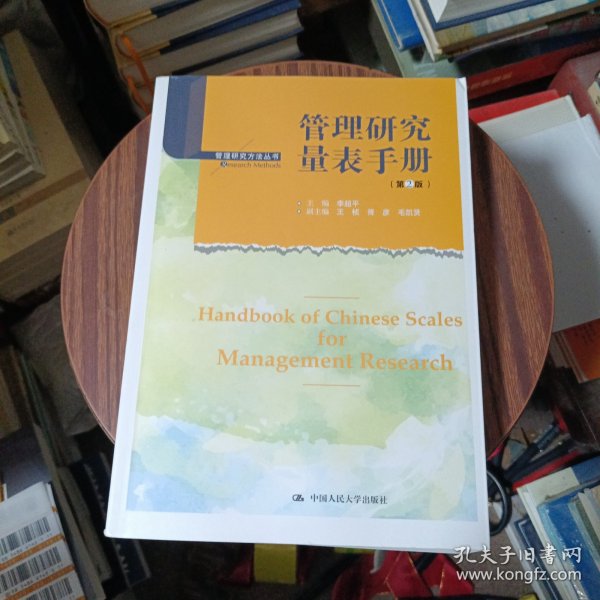 管理研究方法丛书
Research Methods
管理研究
量表手册
（第2版）
主 编 李超平
副主编 王 桢 胥 彦 毛凯贤
Handbook of Chinese Scales
for
Management Research
中国人民大学出版社
孔夫子旧书网
www.kongfz.com